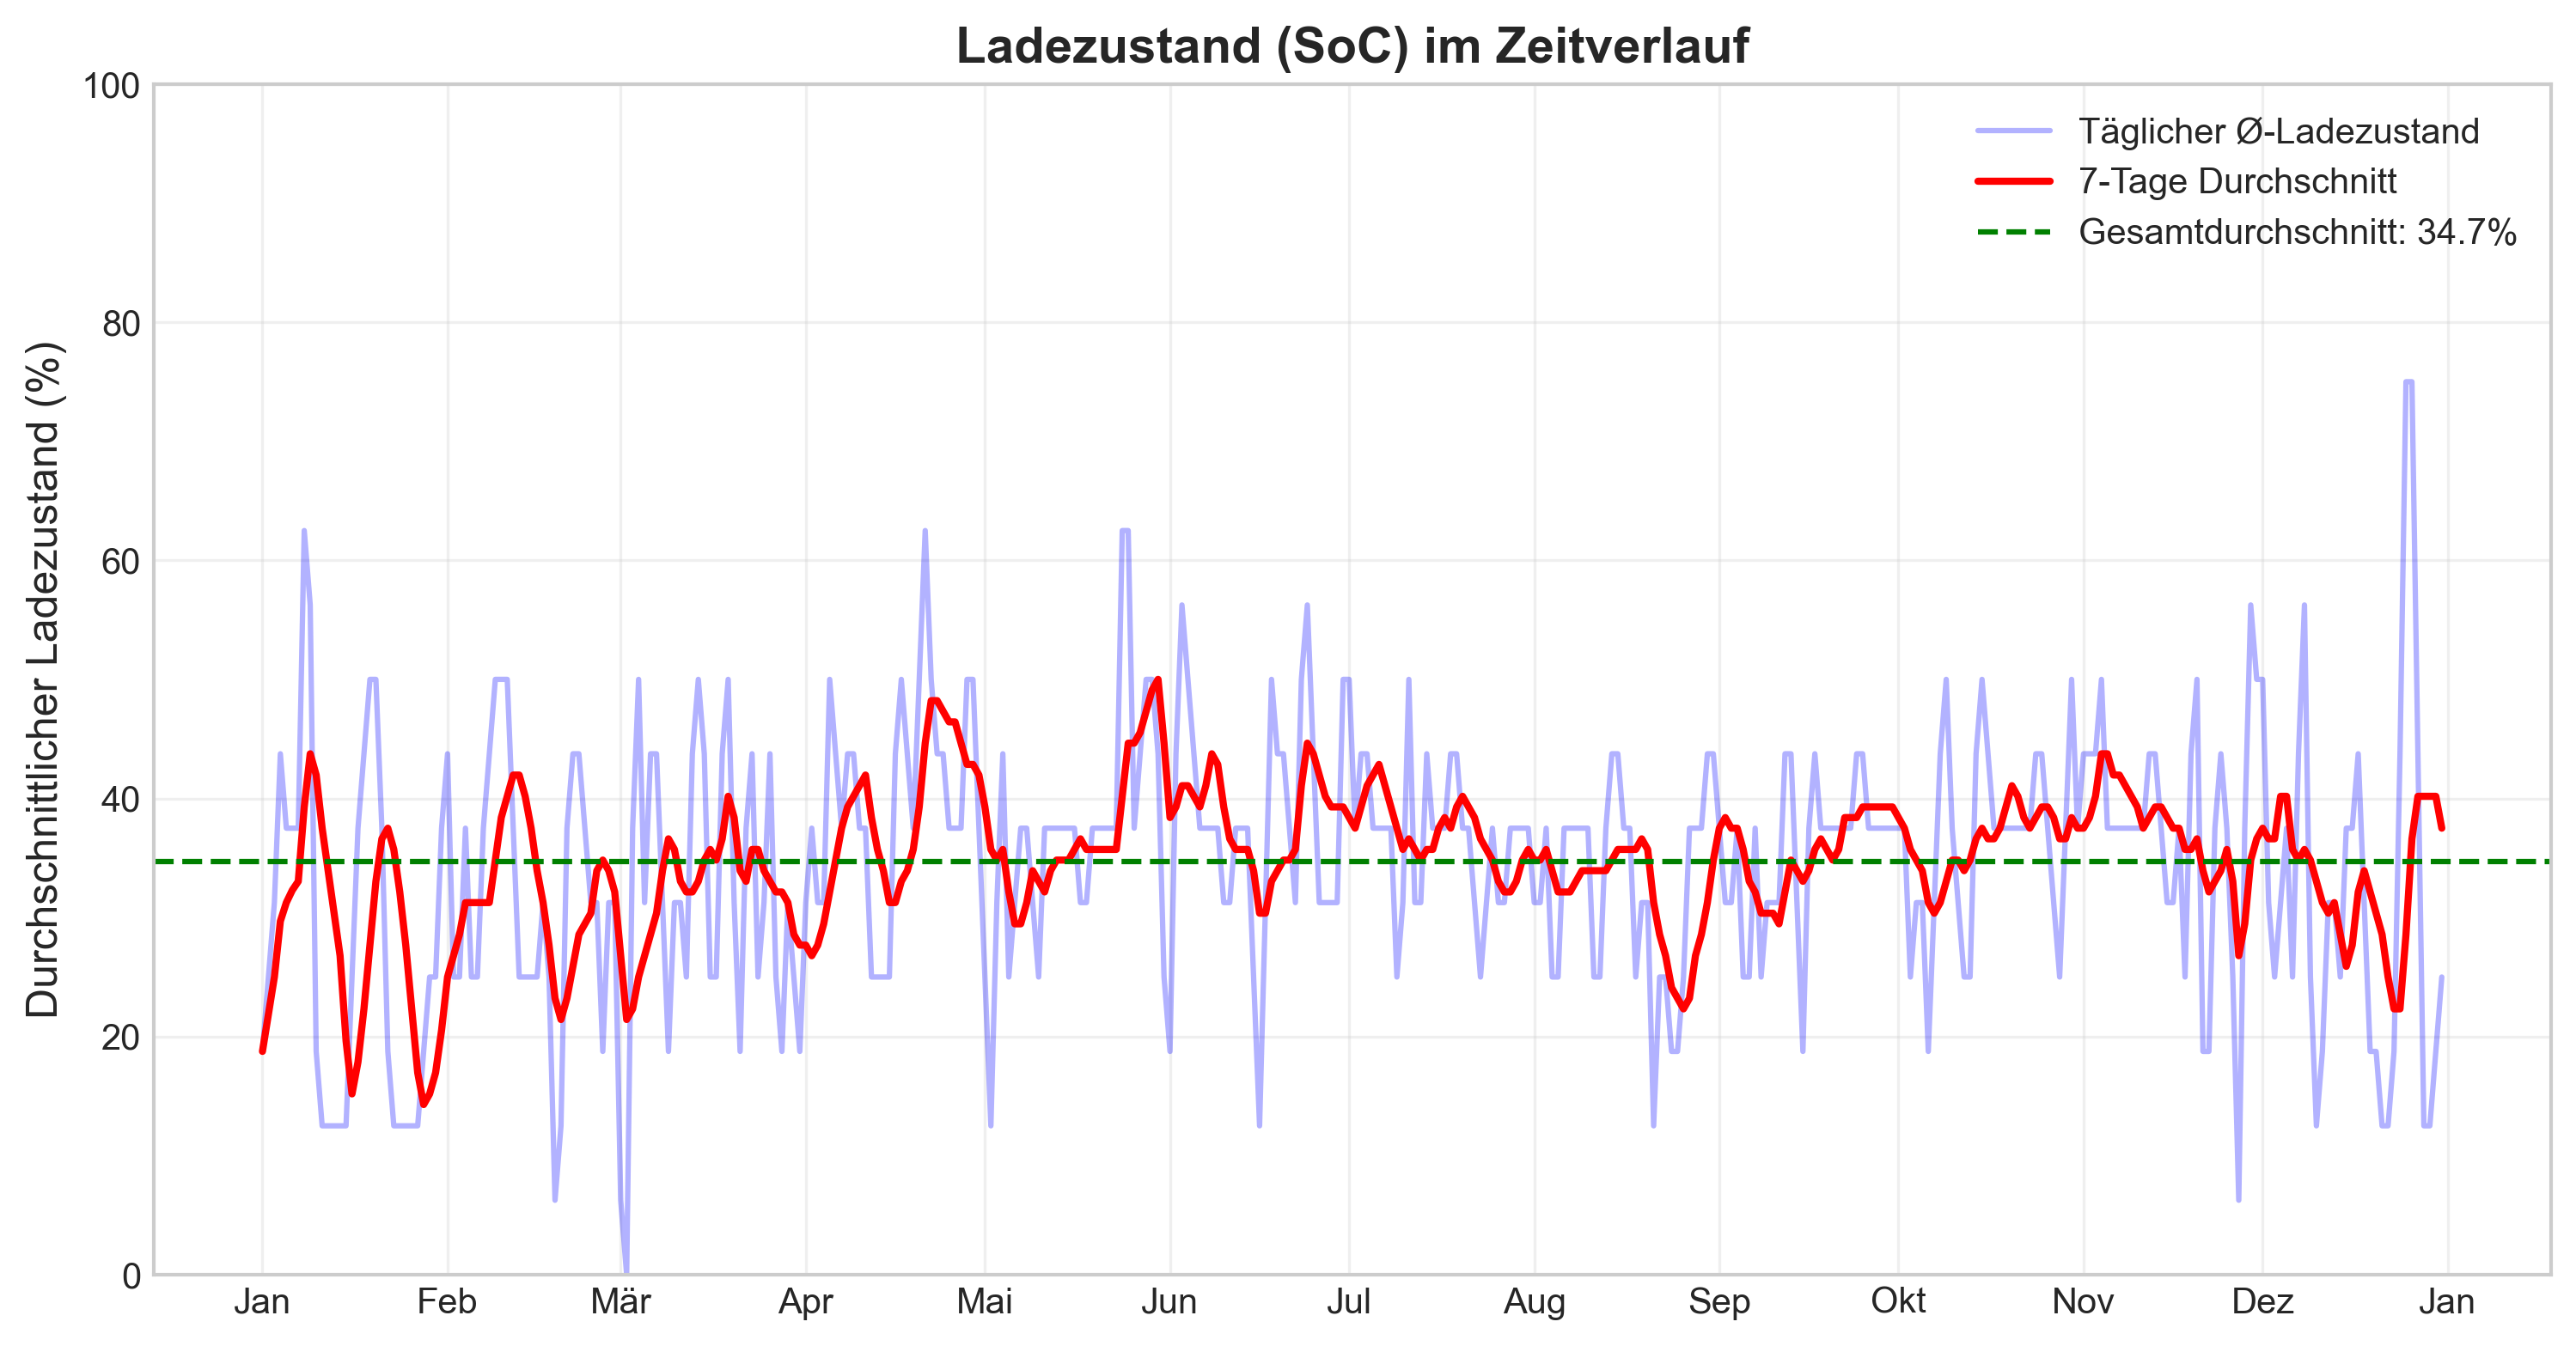 Ladezustand (SoC) im Zeitverlauf
Durchschnittlicher Ladezustand (%)
100
80
60
40
20
0
Täglicher Ø-Ladezustand
7-Tage Durchschnitt
Gesamtdurchschnitt: 34.7%
Jan Feb Mär Apr Mai Jun Jul Aug Sep Okt Nov Dez Jan